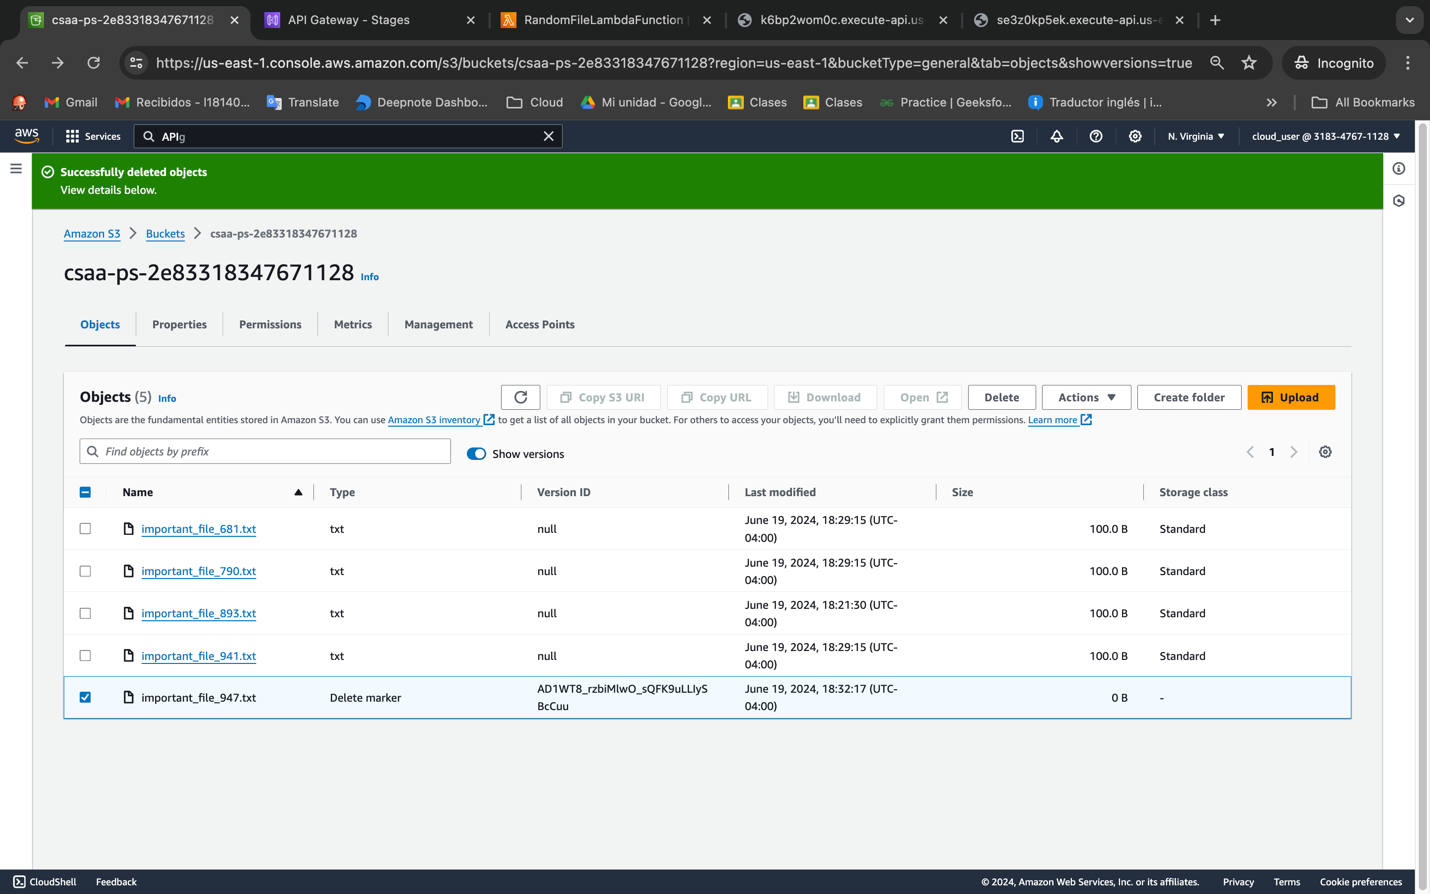 csaa-ps-2e83318347671128
API Gateway - Stages
RandomFileLambdaFunction
k6bp2wom0c.execute-api.us
se3z0kp5ek.execute-api.us-
https://us-east-1.console.aws.amazon.com/s3/buckets/csaa-ps-2e83318347671128?region=us-east-1&bucketType=general&tab=objects&showversions=true
Incognito
Gmail
Recibidos - l18140...
Translate
Deepnote Dashbo...
Cloud
Mi unidad - Googl...
Clases
Clases
Practice | Geeksfo...
Traductor inglés | i...
All Bookmarks
aws
Services
APIg
N. Virginia
cloud_user @ 3183-4767-1128
Successfully deleted objects
View details below.
Amazon S3 > Buckets > csaa-ps-2e83318347671128
csaa-ps-2e83318347671128 Info
Objects Properties Permissions Metrics Management Access Points
Objects (5) Info
Copy S3 URI Copy URL Download Open Delete Actions Create folder Upload
Objects are the fundamental entities stored in Amazon S3. You can use Amazon S3 inventory to get a list of all objects in your bucket. For others to access your objects, you'll need to explicitly grant them permissions. Learn more
Find objects by prefix
Show versions
1
Name Type Version ID Last modified Size Storage class
important_file_681.txt txt null June 19, 2024, 18:29:15 (UTC-04:00) 100.0 B Standard
important_file_790.txt txt null June 19, 2024, 18:29:15 (UTC-04:00) 100.0 B Standard
important_file_893.txt txt null June 19, 2024, 18:21:30 (UTC-04:00) 100.0 B Standard
important_file_941.txt txt null June 19, 2024, 18:29:15 (UTC-04:00) 100.0 B Standard
important_file_947.txt Delete marker AD1WT8_rzbiMlwO_sQFK9uLLIySBcCuu June 19, 2024, 18:32:17 (UTC-04:00) 0 B -
CloudShell Feedback
© 2024, Amazon Web Services, Inc. or its affiliates. Privacy Terms Cookie preferences